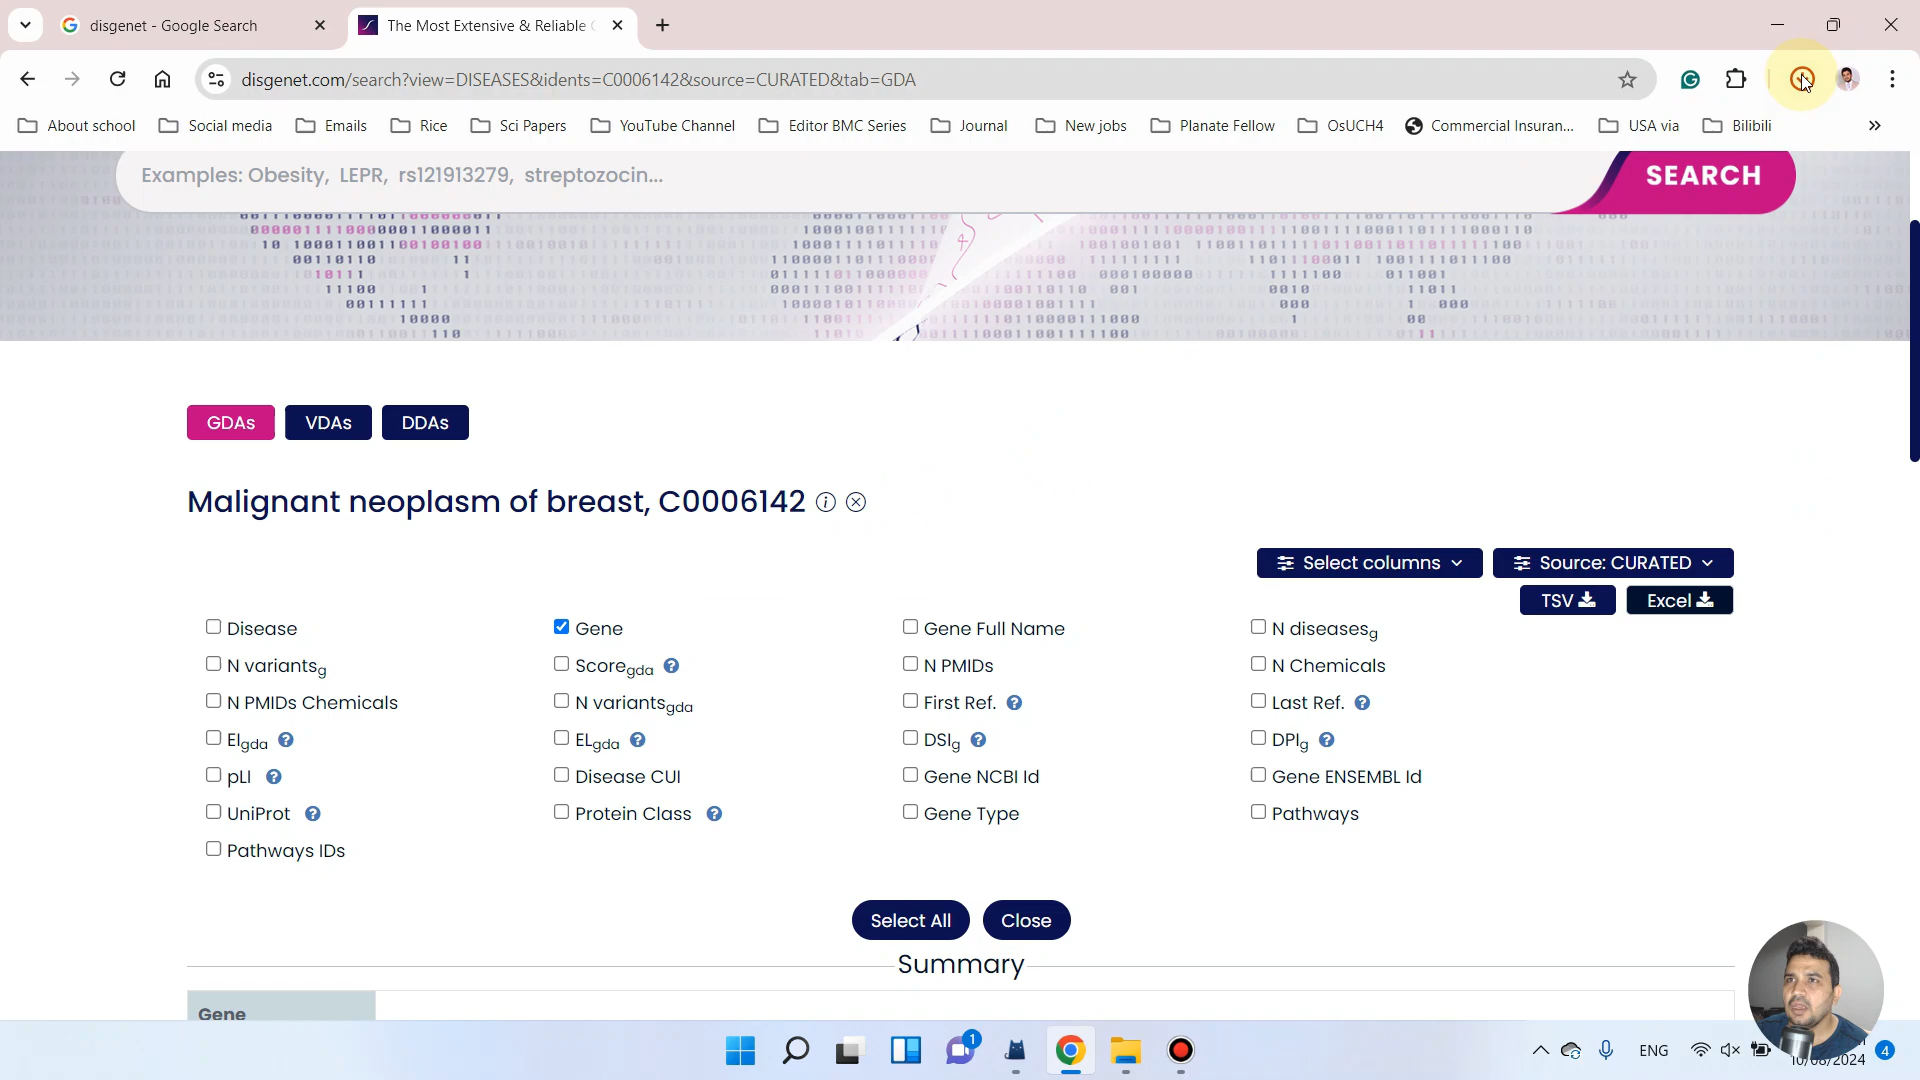 disgenet - Google Search
The Most Extensive & Reliable
disgenet.com/search?view=DISEASES&idents=C0006142&source=CURATED&tab=GDA
About school
Social media
Emails
Rice
Sci Papers
YouTube Channel
Editor BMC Series
Journal
New jobs
Planate Fellow
OsUCH4
Commercial Insuran...
USA via
Bilibili
Examples: Obesity, LEPR, rs121913279, streptozocin...
SEARCH
GDAs
VDAs
DDAs
Malignant neoplasm of breast, C0006142
Select columns
Source: CURATED
TSV
Excel
Disease
Gene
Gene Full Name
N diseasesg
N variantsg
Scoregda
N PMIDs
N Chemicals
N PMIDs Chemicals
N variantsgda
First Ref.
Last Ref.
EIgda
ELgda
DSIg
DPIg
pLI
Disease CUI
Gene NCBI Id
Gene ENSEMBL Id
UniProt
Protein Class
Gene Type
Pathways
Pathways IDs
Select All
Close
Summary
Gene
1
ENG
10/08/2024
4